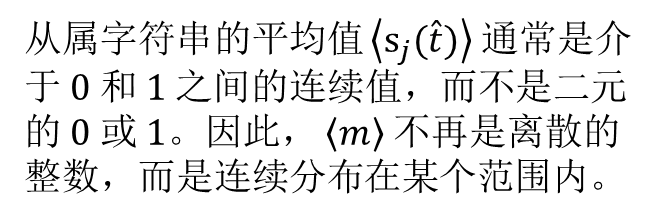 从属字符串的平均值⟨s_j(t̂)⟩通常是介
于 0 和 1 之间的连续值，而不是二元
的 0 或 1。因此，⟨m⟩ 不再是离散的
整数，而是连续分布在某个范围内。